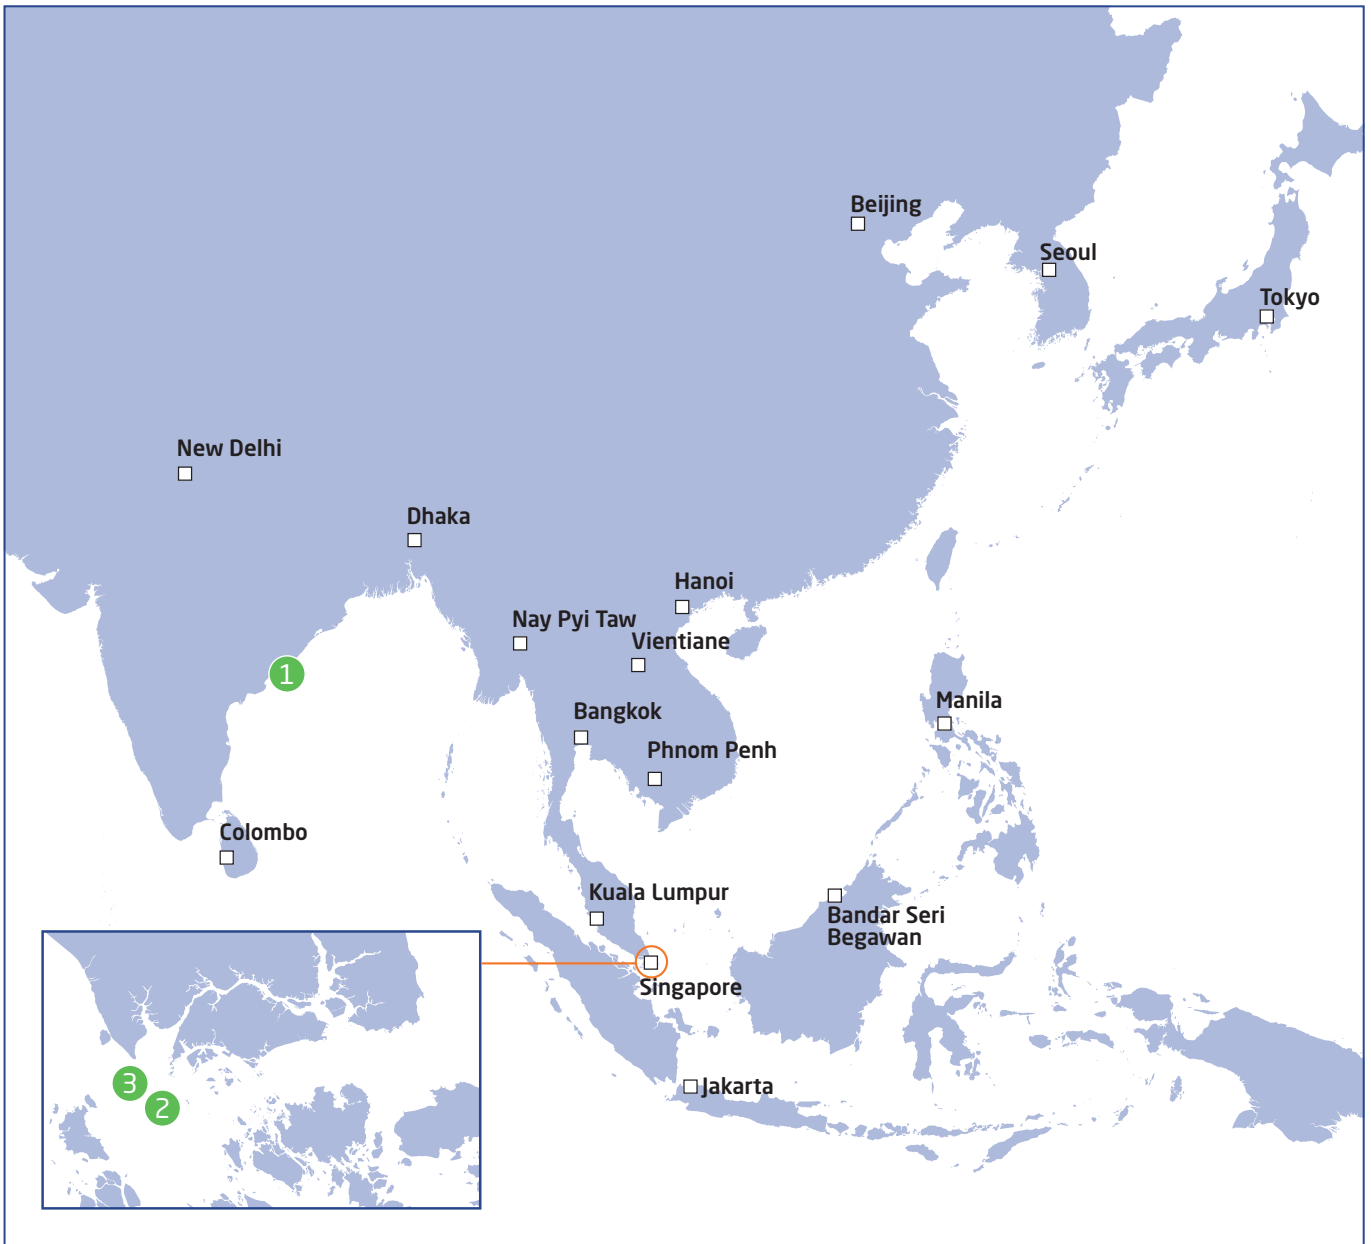 Beijing
Seoul
Tokyo
New Delhi
Dhaka
Hanoi
Nay Pyi Taw
Vientiane
1
Manila
Bangkok
Phnom Penh
Colombo
Kuala Lumpur
Bandar Seri
Begawan
Singapore
3
2
Jakarta